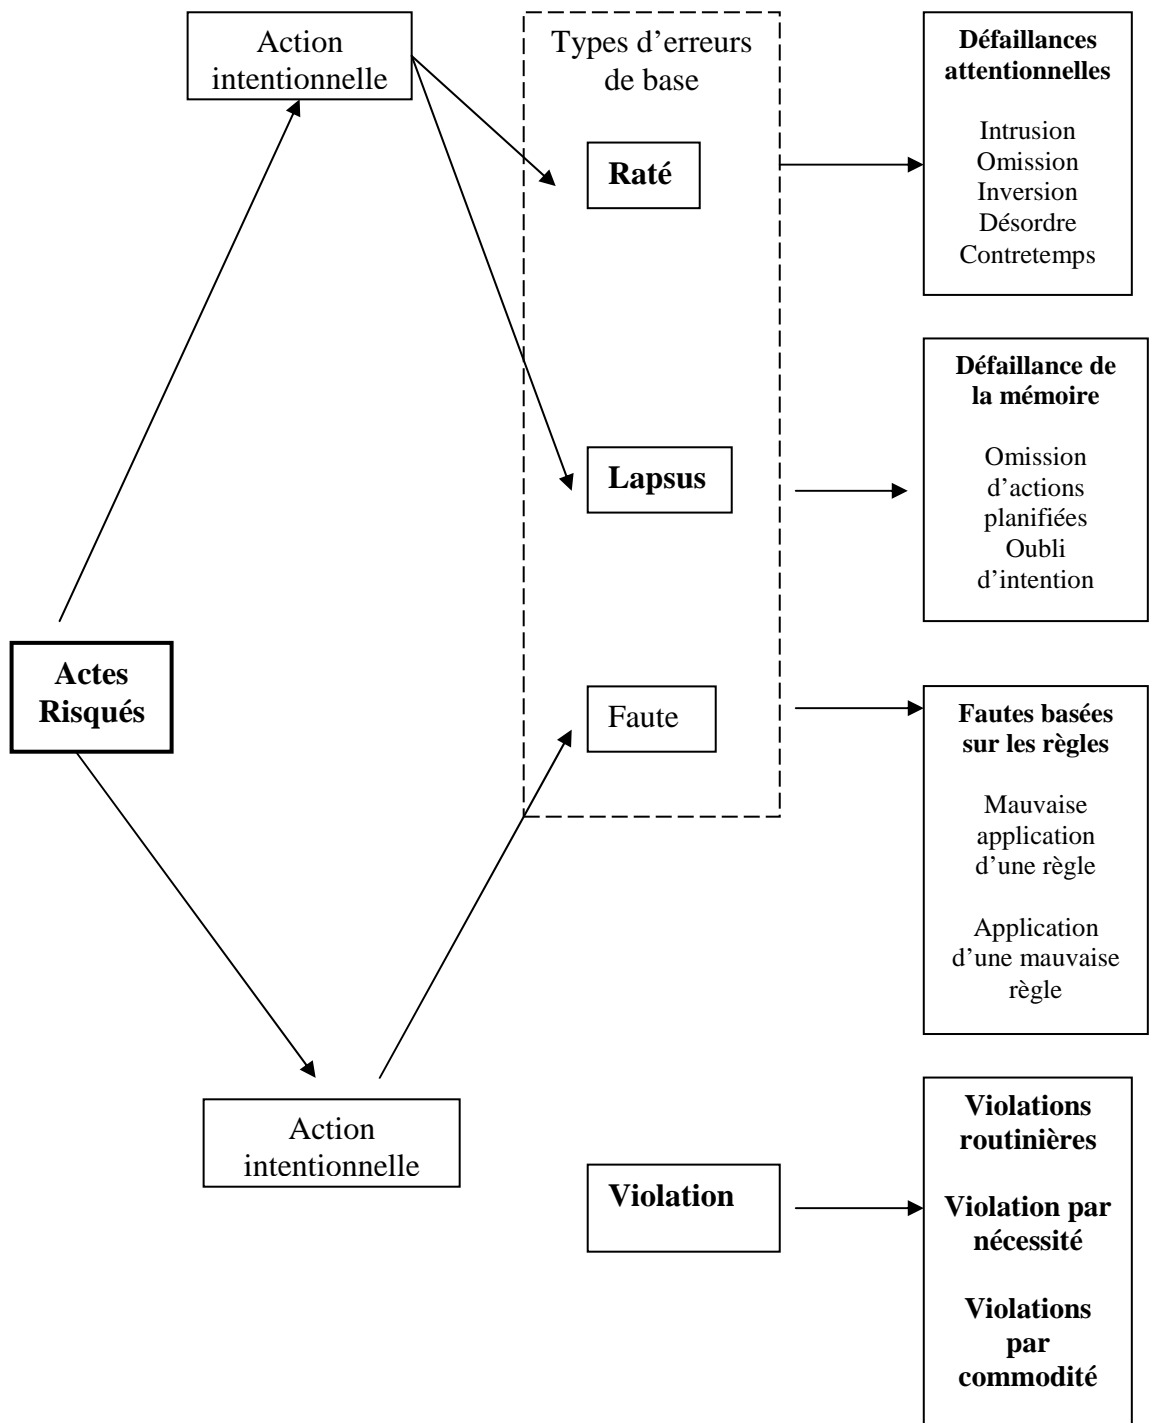 Action
intentionnelle
Types d’erreurs
de base
Défaillances
attentionnelles
Intrusion
Omission
Inversion
Désordre
Contretemps
Raté
Défaillance de
la mémoire
Omission
d’actions
planifiées
Oubli
d’intention
Lapsus
Actes
Risqués
Faute
Fautes basées
sur les règles
Mauvaise
application
d’une règle
Application
d’une mauvaise
règle
Action
intentionnelle
Violation
Violations
routinières
Violation par
nécessité
Violations
par
commodité